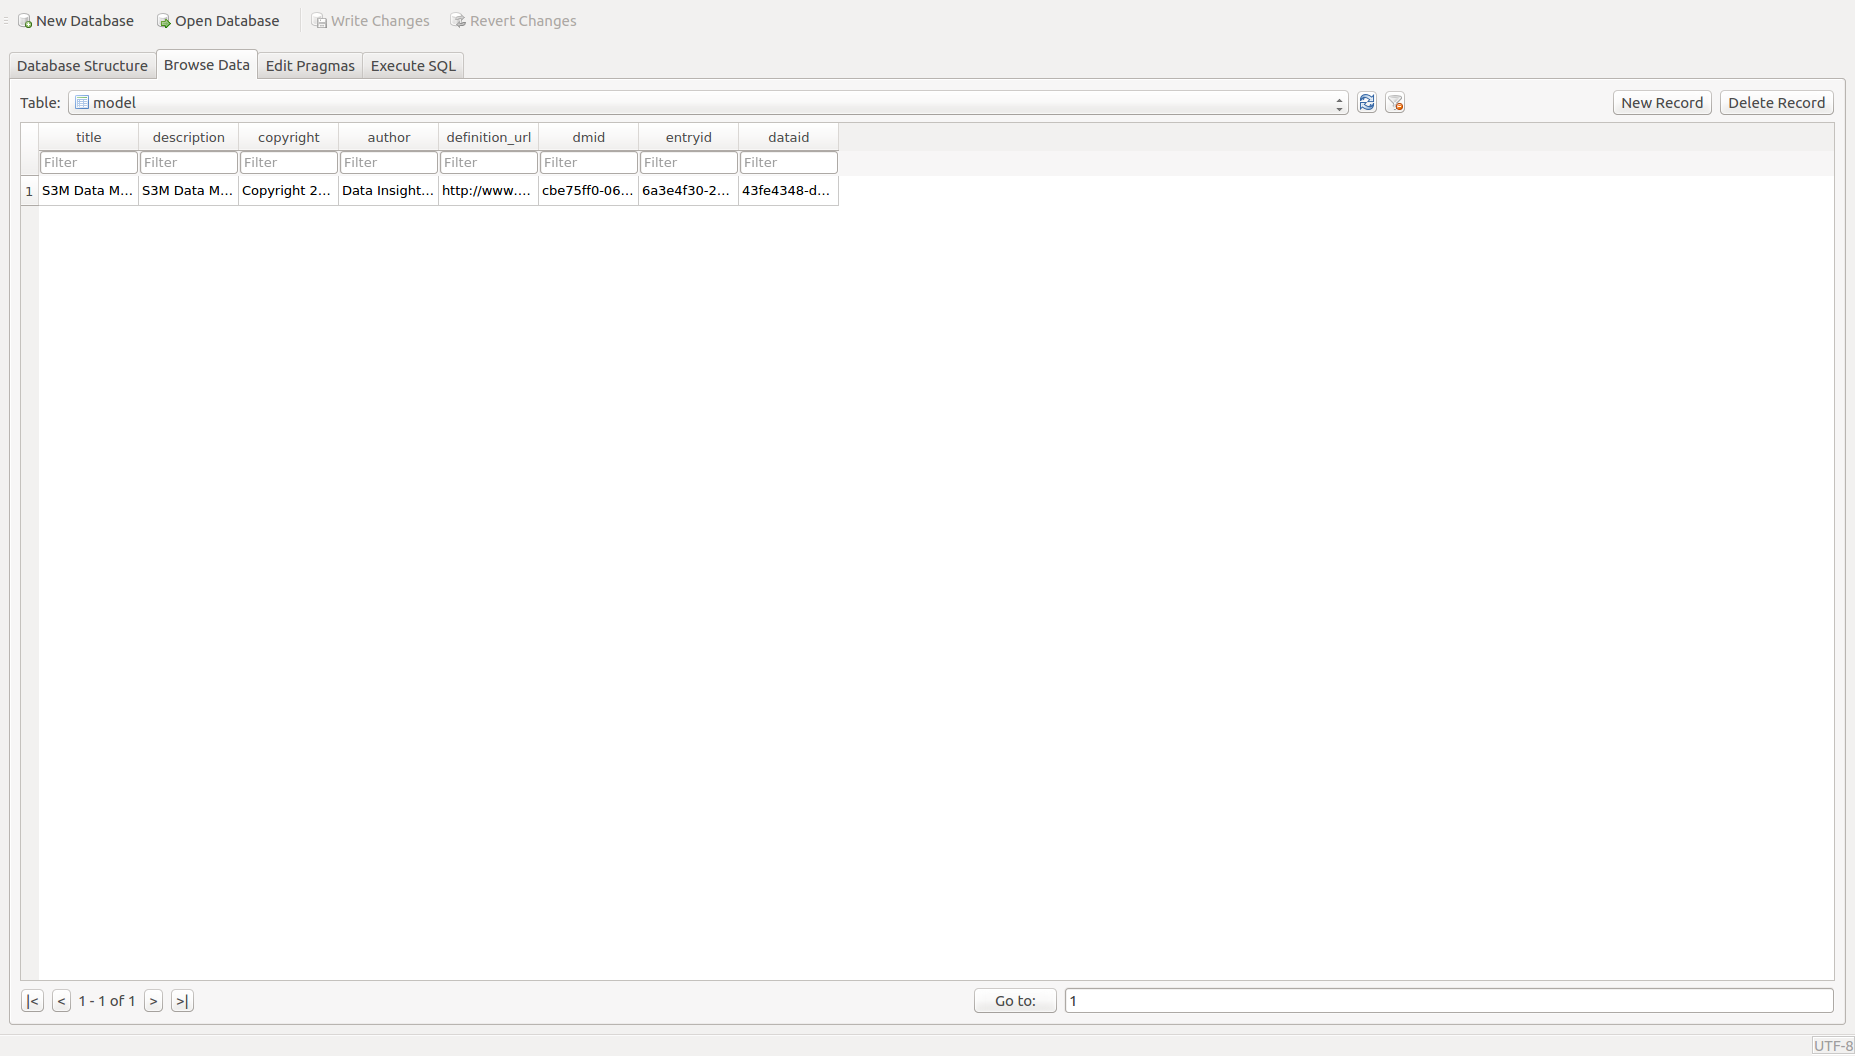 New Database Open Database Write Changes Revert Changes
Database Structure Browse Data Edit Pragmas Execute SQL
Table: model New Record Delete Record
title description copyright author definition_url dmid entryid dataid
Filter Filter Filter Filter Filter Filter Filter Filter
1 S3M Data M... S3M Data M... Copyright 2... Data Insight... http://www.... cbe75ff0-06... 6a3e4f30-2... 43fe4348-d...
|< < 1 - 1 of 1 > >| Go to: 1
UTF-8